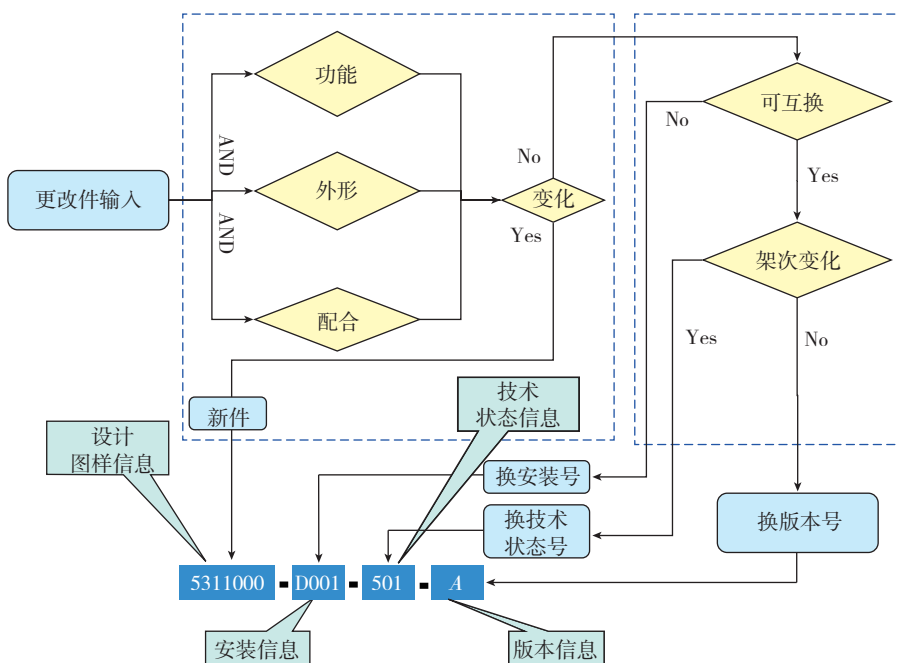 功能
可互换
No
AND
No
更改件输入
外形
变化
Yes
AND
Yes
架次变化
配合
Yes
No
技术
状态信息
新件
设计
图样信息
换安装号
换技术
状态号
换版本号
5311000-D001-501-A
安装信息
版本信息